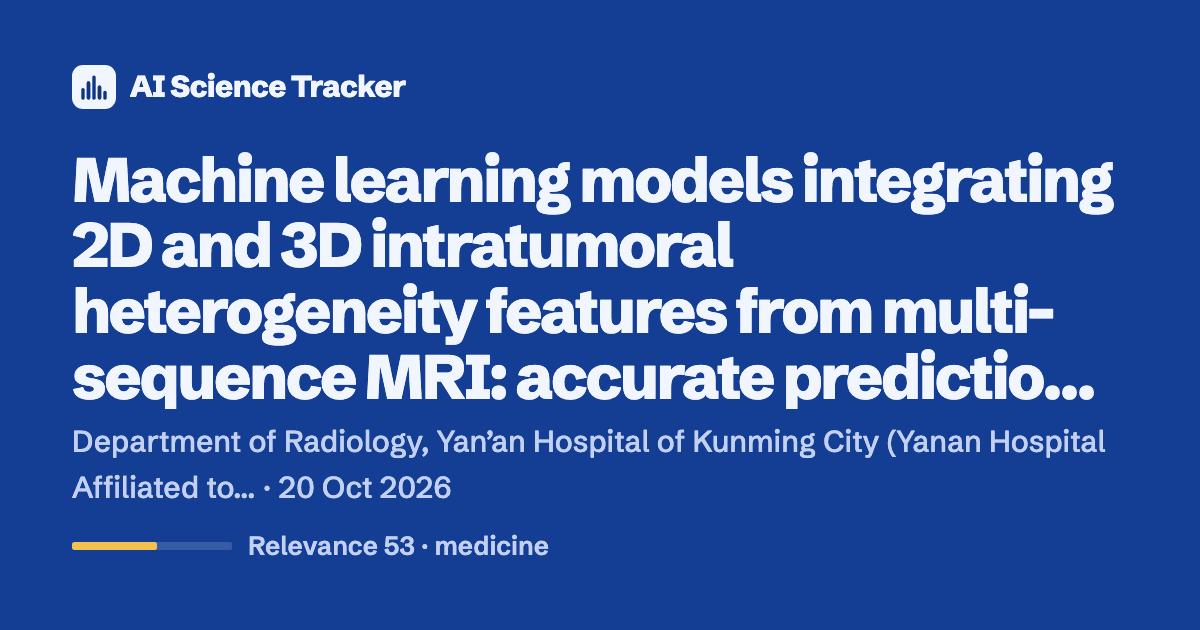 AI Science Tracker
Machine learning models integrating
2D and 3D intratumoral
heterogeneity features from multi-
sequence MRI: accurate predictio...
Department of Radiology, Yan’an Hospital of Kunming City (Yanan Hospital
Affiliated to... · 20 Oct 2026
Relevance 53 · medicine